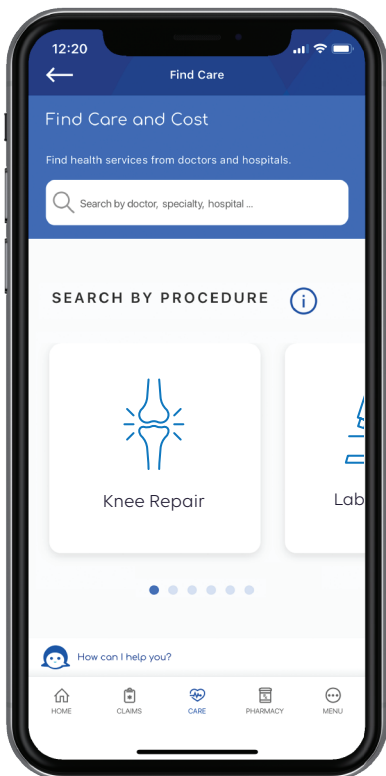 12:20
Find Care
Find Care and Cost
Find health services from doctors and hospitals.
Search by doctor, specialty, hospital ...
SEARCH BY PROCEDURE
Knee Repair
Lab
How can I help you?
HOME CLAIMS CARE PHARMACY MENU